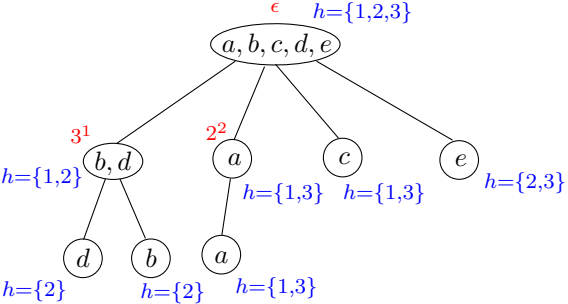 ϵ h={1,2,3}
a, b, c, d, e
3¹ 2²
b, d a c e
h={1,2} h={1,3} h={1,3} h={2,3}
d b a
h={2} h={2} h={1,3}